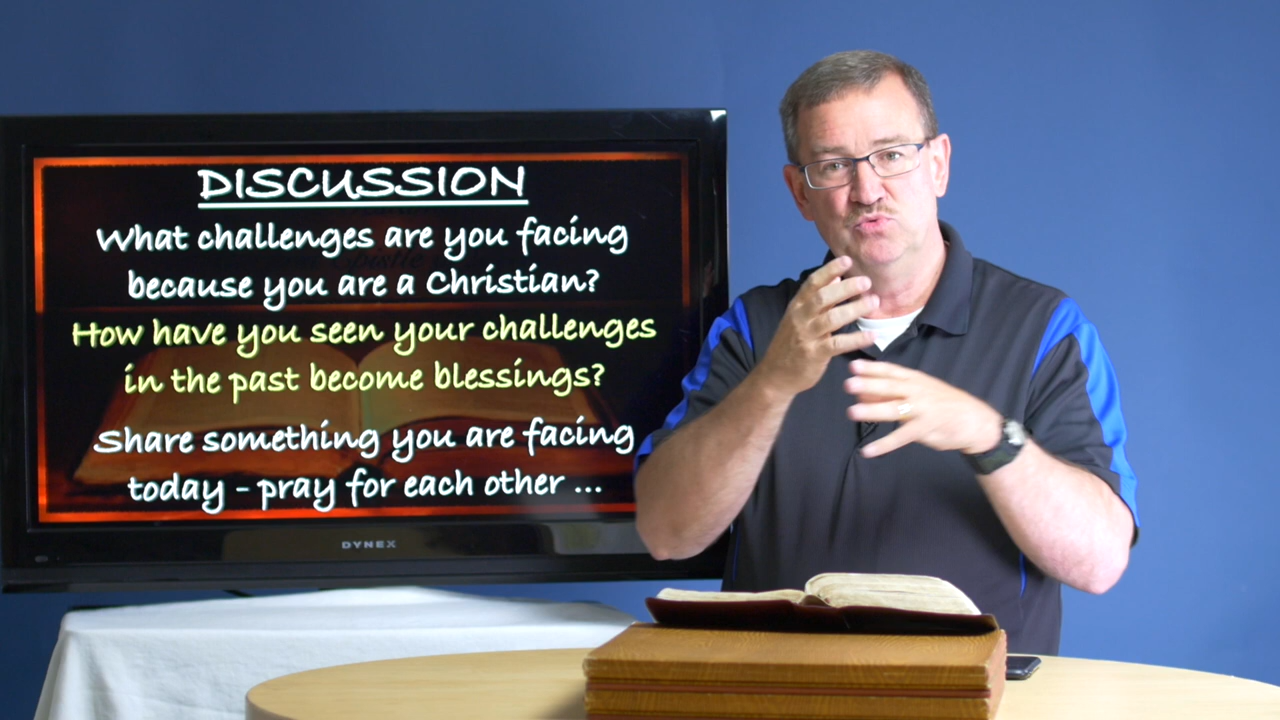 DISCUSSION
What challenges are you facing
because you are a Christian?
How have you seen your challenges
in the past become blessings?
Share something you are facing
today - pray for each other ...
DYNEX